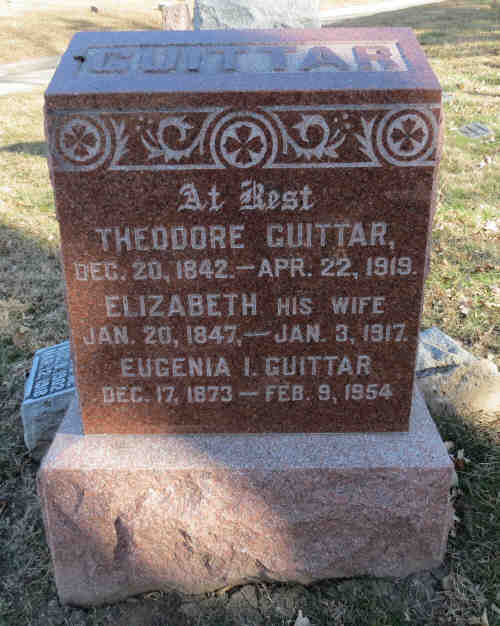 GUITTAR
At Rest
THEODORE GUITTAR,
DEC. 20, 1842.—APR. 22, 1919.
ELIZABETH HIS WIFE
JAN. 20, 1847,—JAN. 3, 1917.
EUGENIA I. GUITTAR
DEC. 17, 1873—FEB. 9, 1954